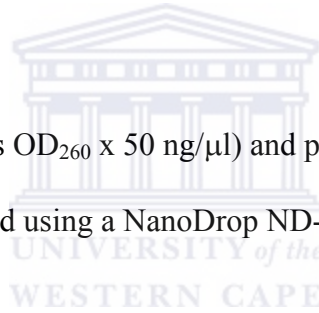 s OD₂₆₀ x 50 ng/µl) and p
d using a NanoDrop ND-
UNIVERSITY of the
WESTERN CAPE